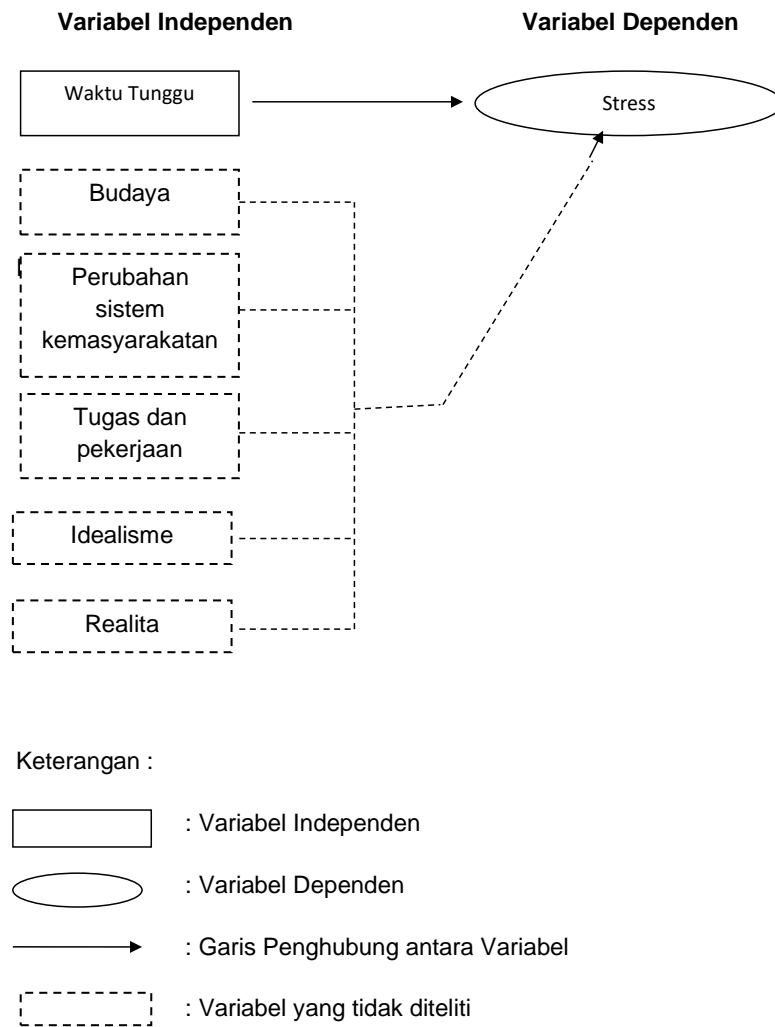 Variabel Independen
Variabel Dependen
Waktu Tunggu
Stress
Budaya
Perubahan
sistem
kemasyarakatan
Tugas dan
pekerjaan
Idealisme
Realita
Keterangan :
: Variabel Independen
: Variabel Dependen
: Garis Penghubung antara Variabel
: Variabel yang tidak diteliti